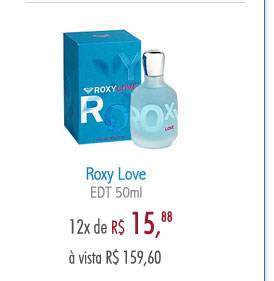 ROXY LOVE
ROXY
LOVE
Roxy Love
EDT 50ml
12x de R$ 15,88
à vista R$ 159,60